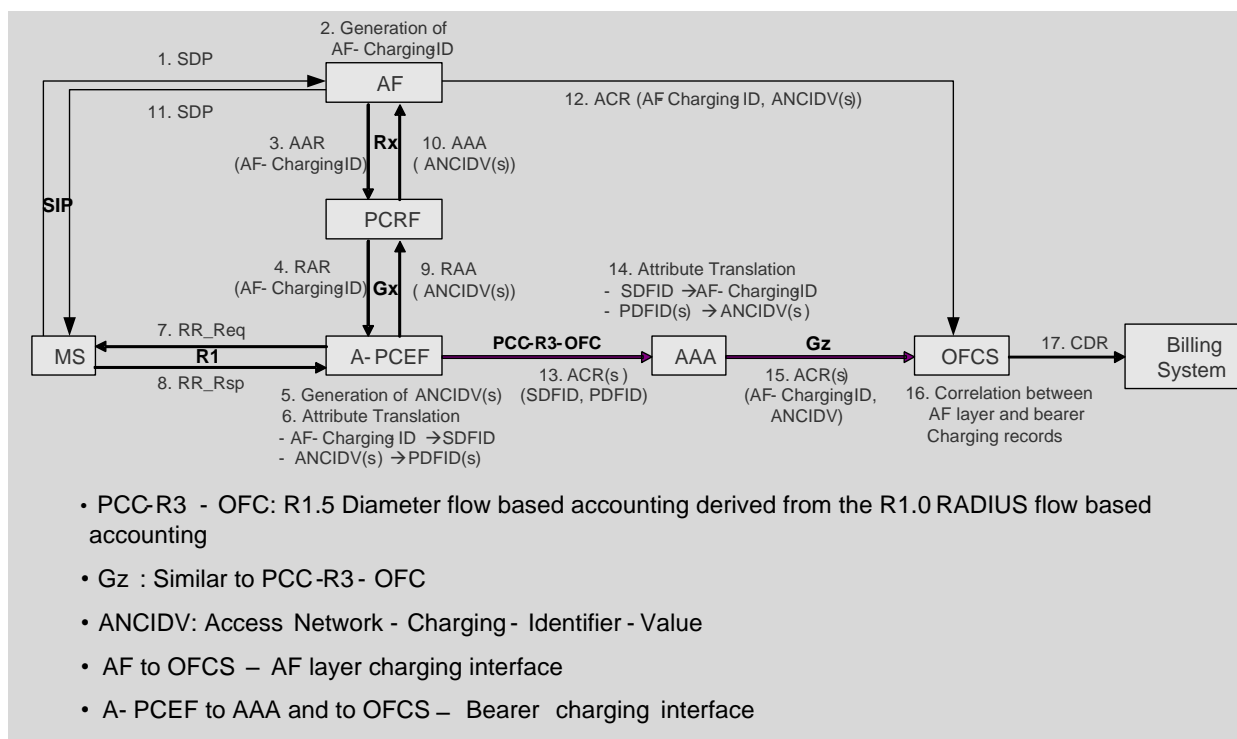 2. Generation of
AF- ChargingID
1. SDP
AF
11. SDP
12. ACR (AF Charging ID, ANCIDV(s))
3. AAR
(AF- ChargingID)
Rx
10. AAA
( ANCIDV(s))
SIP
PCRF
4. RAR
(AF- ChargingID)
Gx
9. RAA
( ANCIDV(s))
14. Attribute Translation
- SDFID →AF- ChargingID
- PDFID(s) →ANCIDV(s)
7. RR_Req
MS
R1
A- PCEF
PCC-R3-OFC
AAA
Gz
OFCS
17. CDR
Billing
System
8. RR_Rsp
5. Generation of ANCIDV(s)
6. Attribute Translation
- AF- Charging ID →SDFID
- ANCIDV(s) →PDFID(s)
13. ACR(s)
(SDFID, PDFID)
15. ACR(s)
(AF- ChargingID,
ANCIDV)
16. Correlation between
AF layer and bearer
Charging records
• PCC-R3 - OFC: R1.5 Diameter flow based accounting derived from the R1.0 RADIUS flow based
accounting
• Gz : Similar to PCC-R3- OFC
• ANCIDV: Access Network - Charging- Identifier - Value
• AF to OFCS – AF layer charging interface
• A- PCEF to AAA and to OFCS – Bearer charging interface